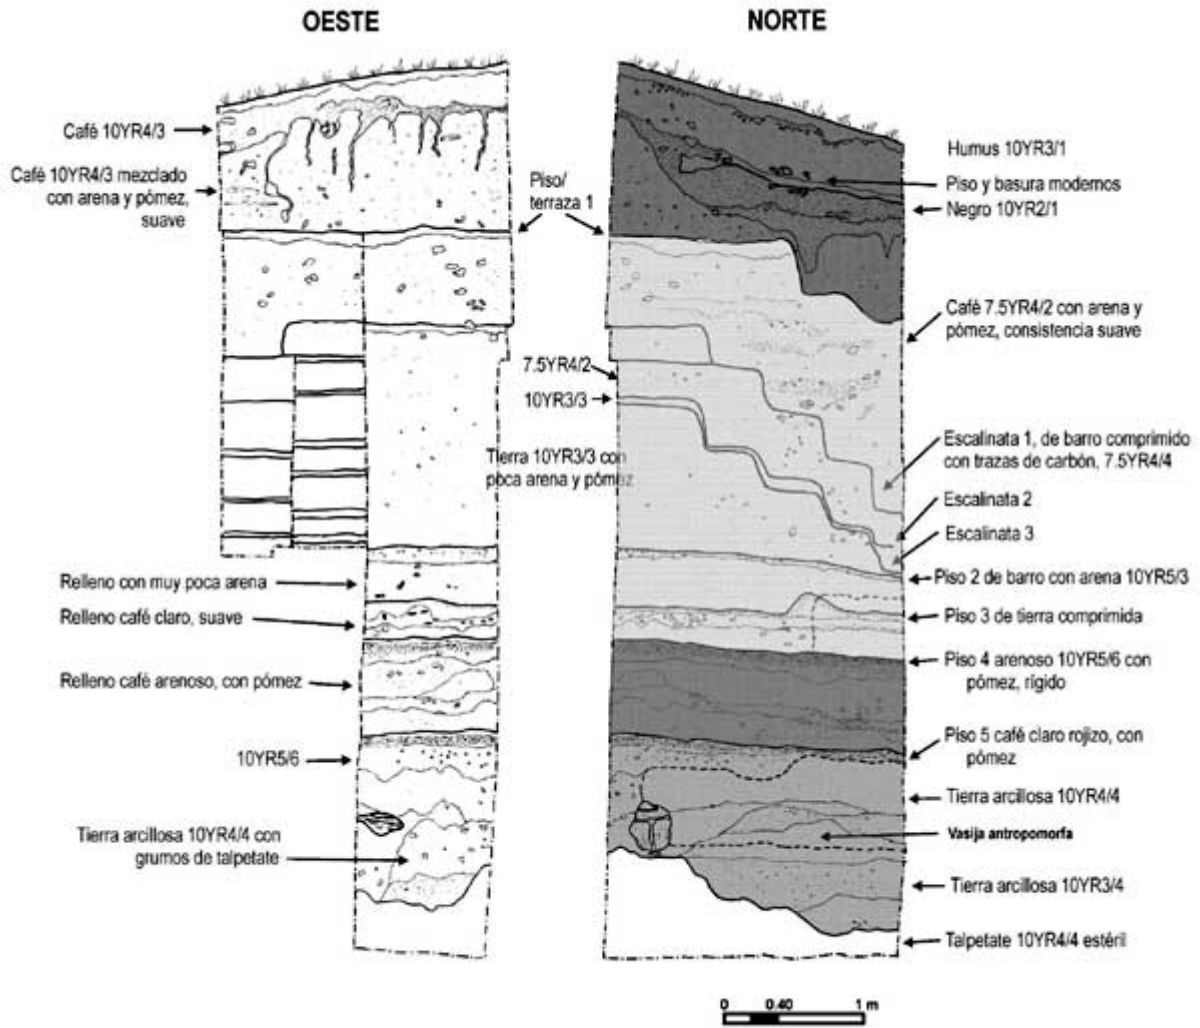 OESTE
NORTE
Café 10YR4/3
Café 10YR4/3 mezclado
con arena y pómez,
suave
Piso/
terraza 1
Humus 10YR3/1
Piso y basura modernos
Negro 10YR2/1
Café 7.5YR4/2 con arena y
pómez, consistencia suave
7.5YR4/2
10YR3/3
Tierra 10YR3/3 con
poca arena y pómez
Escalinata 1, de barro comprimido
con trazas de carbón, 7.5YR4/4
Escalinata 2
Escalinata 3
Relleno con muy poca arena
Relleno café claro, suave
Relleno café arenoso, con pómez
10YR5/6
Tierra arcillosa 10YR4/4 con
grumos de talpetate
Piso 2 de barro con arena 10YR5/3
Piso 3 de tierra comprimida
Piso 4 arenoso 10YR5/6 con
pómez, rígido
Piso 5 café claro rojizo, con
pómez
Tierra arcillosa 10YR4/4
Vasija antropomorfa
Tierra arcillosa 10YR3/4
Talpetate 10YR4/4 estéril
0 0.40 1 m